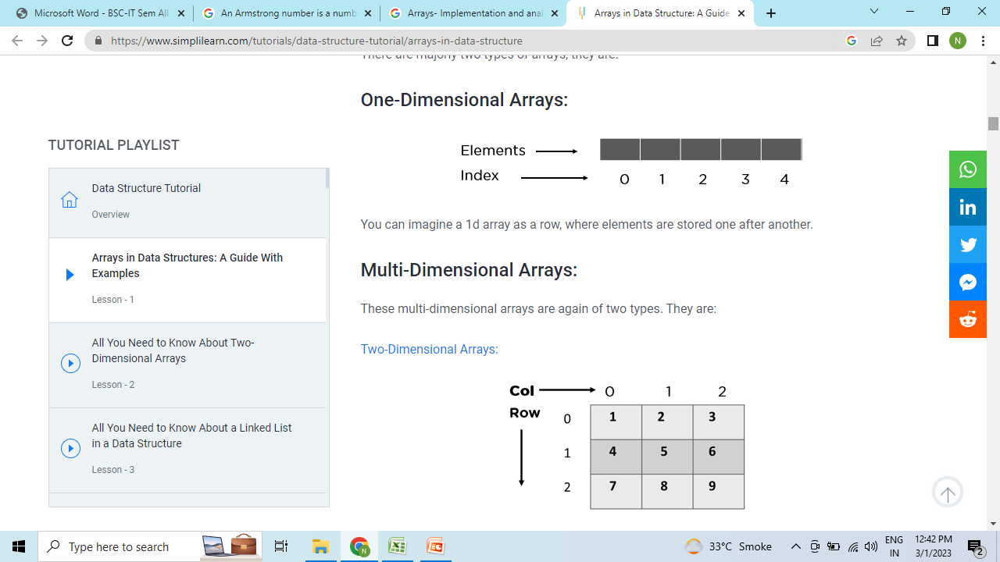 Microsoft Word - BSC-IT Sem All
An Armstrong number is a numb
Arrays- Implementation and anal
Arrays in Data Structure: A Guide
https://www.simplilearn.com/tutorials/data-structure-tutorial/arrays-in-data-structure
N
There are majorly two types of arrays, they are:
One-Dimensional Arrays:
TUTORIAL PLAYLIST
Elements
Index
0 1 2 3 4
Data Structure Tutorial
Overview
You can imagine a 1d array as a row, where elements are stored one after another.
Arrays in Data Structures: A Guide With
Examples
Lesson - 1
Multi-Dimensional Arrays:
These multi-dimensional arrays are again of two types. They are:
All You Need to Know About Two-
Dimensional Arrays
Lesson - 2
Two-Dimensional Arrays:
Col 0 1 2
Row
0 1 2 3
1 4 5 6
2 7 8 9
All You Need to Know About a Linked List
in a Data Structure
Lesson - 3
in
Type here to search
N
33°C Smoke
ENG
IN
12:42 PM
3/1/2023
2